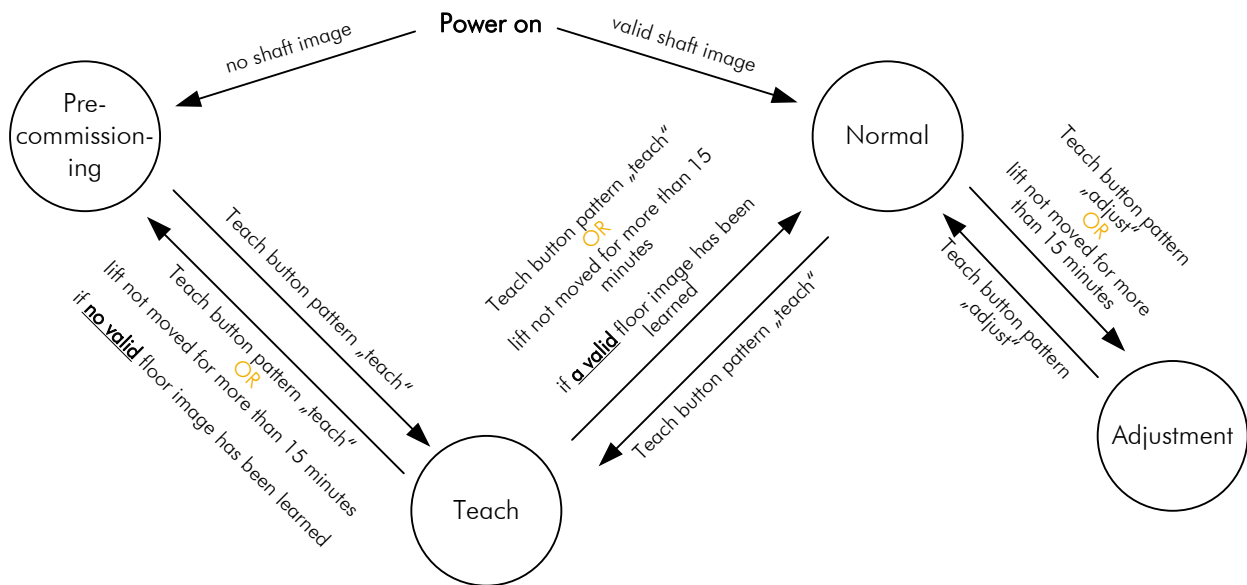 Power on
no shaft image
valid shaft image
Pre-
commission-
ing
Normal
Teach button pattern „teach“
Teach button pattern „teach“
OR
lift not moved for more than 15 minutes
if no valid floor image has been learned
Teach button pattern „teach“
OR
lift not moved for more than 15
minutes
if a valid floor image has been
learned
Teach button pattern „teach“
Teach button pattern
„adjust“
OR
lift not moved for more
than 15 minutes
Teach button pattern
„adjust“
Teach
Adjustment